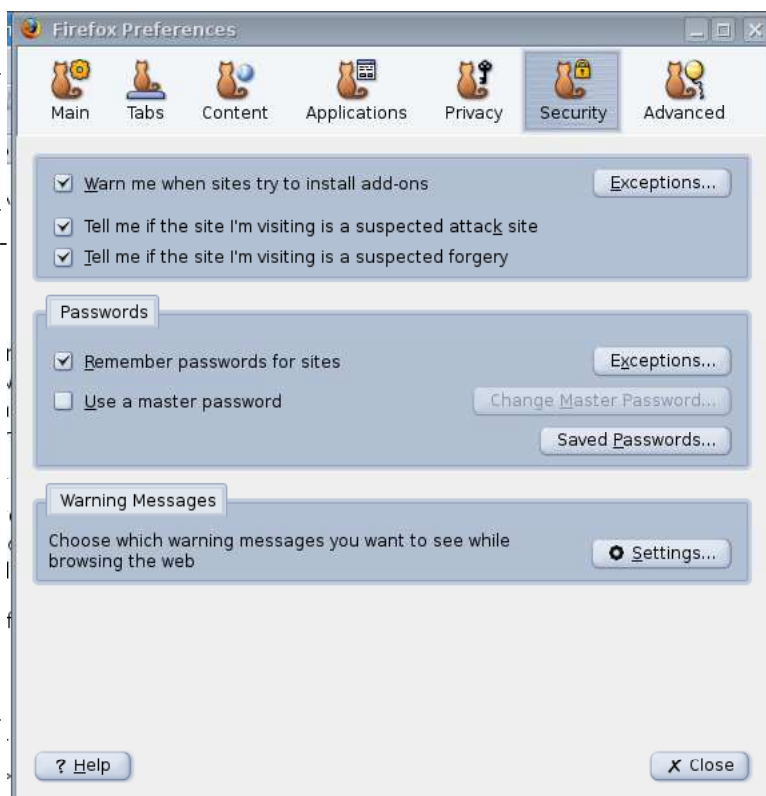 Firefox Preferences
Main Tabs Content Applications Privacy Security Advanced
Warn me when sites try to install add-ons Exceptions...
Tell me if the site I'm visiting is a suspected attack site
Tell me if the site I'm visiting is a suspected forgery
Passwords
Remember passwords for sites Exceptions...
Use a master password Change Master Password...
Saved Passwords...
Warning Messages
Choose which warning messages you want to see while
browsing the web
Settings...
? Help X Close